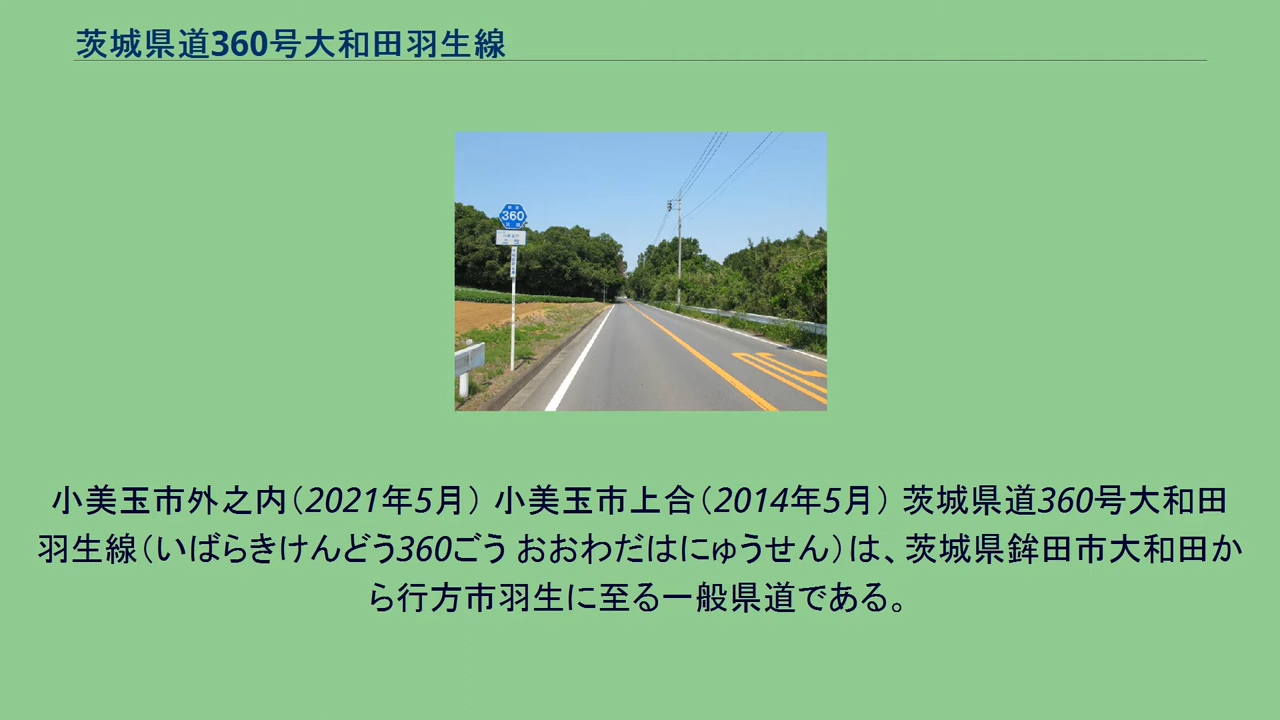 茨城県道360号大和田羽生線
360
小美玉市外之内（2021年5月） 小美玉市上合（2014年5月） 茨城県道360号大和田
羽生線（いばらきけんどう360ごう おおわだはにゅうせん）は、茨城県鉾田市大和田か
ら行方市羽生に至る一般県道である。